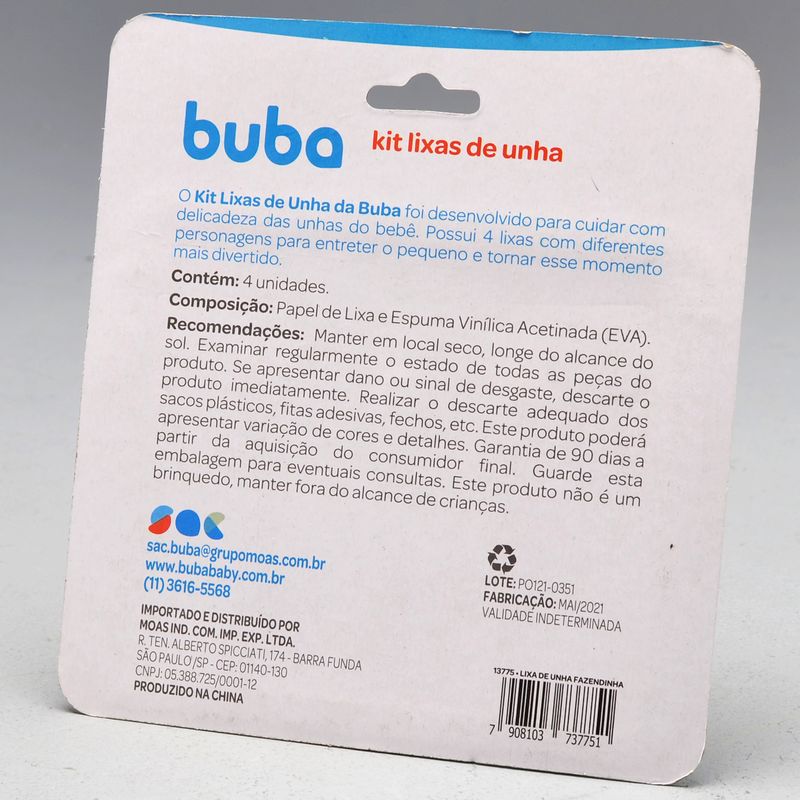 buba
kit lixas de unha
O Kit Lixas de Unha da Buba foi desenvolvido para cuidar com
delicadeza das unhas do bebê. Possui 4 lixas com diferentes
personagens para entreter o pequeno e tornar esse momento
mais divertido.
Contém: 4 unidades.
Composição: Papel de Lixa e Espuma Vinílica Acetinada (EVA).
Recomendações: Manter em local seco, longe do alcance do
sol. Examinar regularmente o estado de todas as peças do
produto. Se apresentar dano ou sinal de desgaste, descarte o
produto imediatamente. Realizar o descarte adequado dos
sacos plásticos, fitas adesivas, fechos, etc. Este produto poderá
apresentar variação de cores e detalhes. Garantia de 90 dias a
partir da aquisição do consumidor final. Guarde esta
embalagem para eventuais consultas. Este produto não é um
brinquedo, manter fora do alcance de crianças.
sac
sac.buba@grupomoas.com.br
www.bubababy.com.br
(11) 3616-5568
IMPORTADO E DISTRIBUÍDO POR
MOAS IND. COM. IMP. EXP. LTDA.
R. TEN. ALBERTO SPICCIATI, 174 - BARRA FUNDA
SÃO PAULO/SP - CEP: 01140-130
CNPJ: 05.388.725/0001-12
PRODUZIDO NA CHINA
LOTE: PO121-0351
FABRICAÇÃO: MAI/2021
VALIDADE INDETERMINADA
13775 • LIXA DE UNHA FAZENDINHA
7 908103 737751